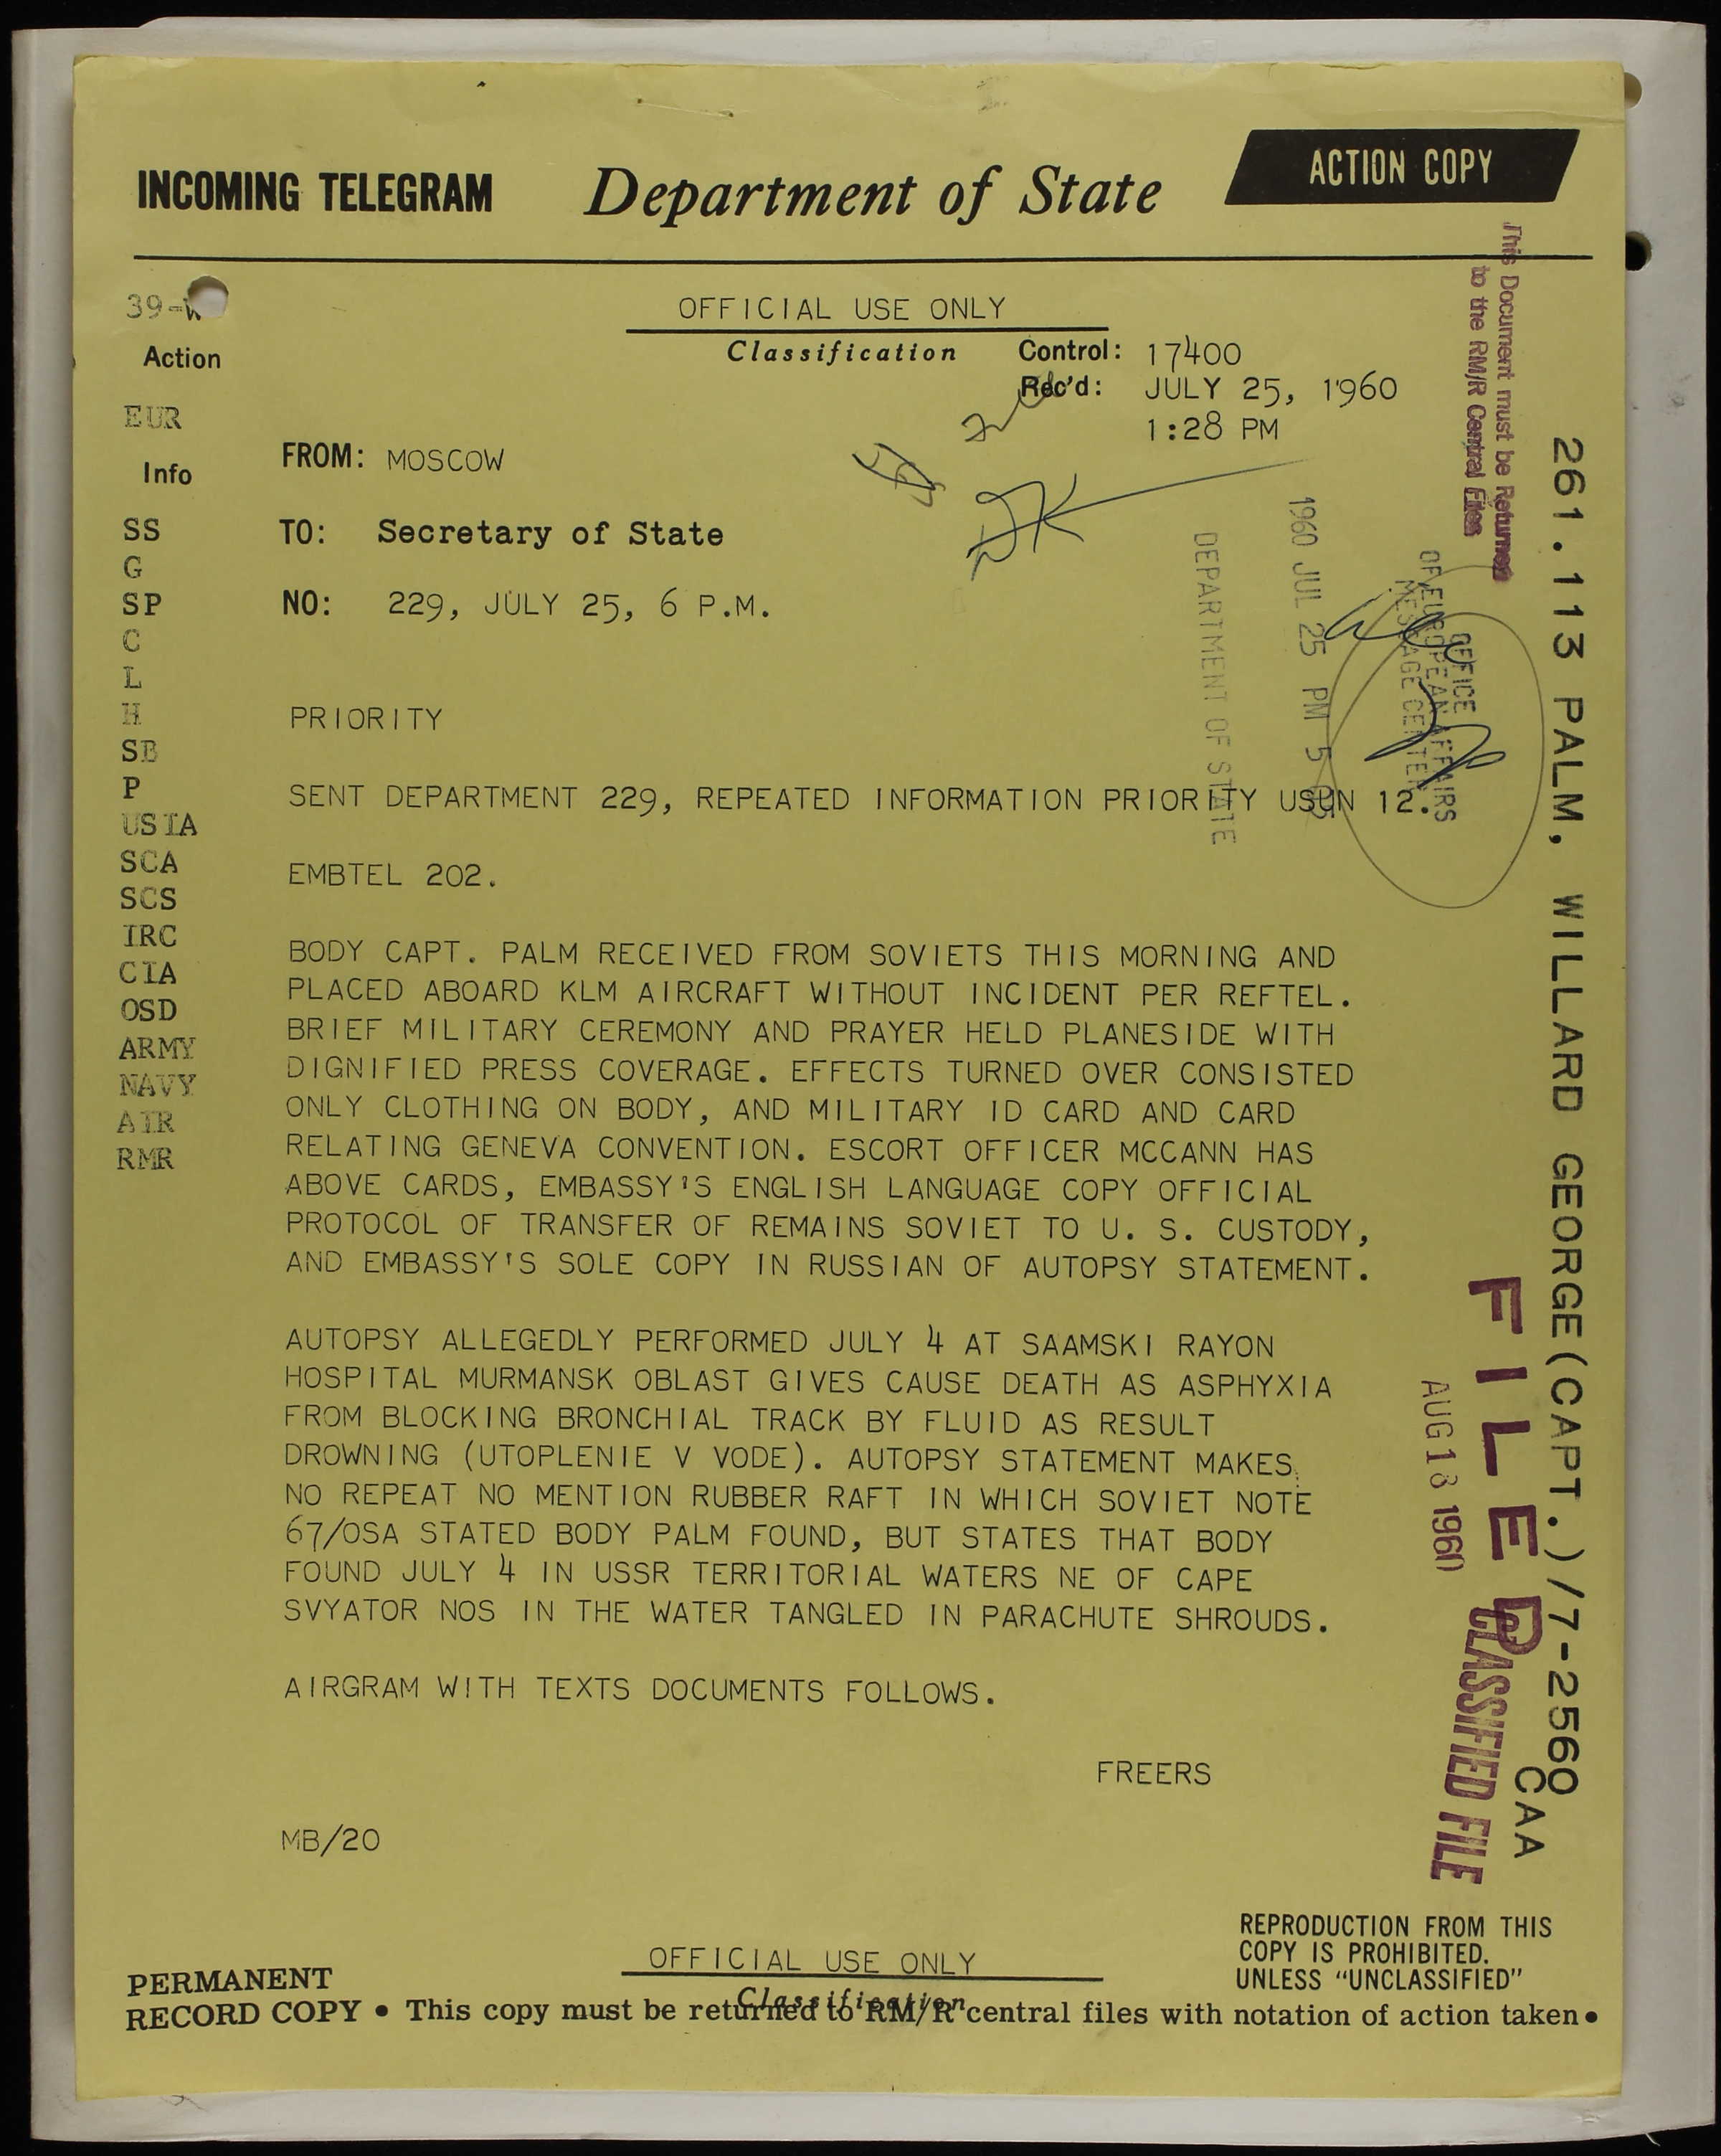 INCOMING TELEGRAM Department of State ACTION COPY
39-W OFFICIAL USE ONLY
Classification
Action
Control: 17400
Rec'd: JULY 25, 1960
1:28 PM
EUR
FROM: MOSCOW
Info
TO: Secretary of State
NO: 229, JULY 25, 6 P.M.
SS
G
SP
C
L
H
SB
P
USIA
SCA
SCS
IRC
CIA
OSD
ARMY
NAVY
AIR
RMR
PRIORITY
SENT DEPARTMENT 229, REPEATED INFORMATION PRIORITY USUN 12.
EMBTEL 202.
BODY CAPT. PALM RECEIVED FROM SOVIETS THIS MORNING AND
PLACED ABOARD KLM AIRCRAFT WITHOUT INCIDENT PER REFTEL.
BRIEF MILITARY CEREMONY AND PRAYER HELD PLANESIDE WITH
DIGNIFIED PRESS COVERAGE. EFFECTS TURNED OVER CONSISTED
ONLY CLOTHING ON BODY, AND MILITARY ID CARD AND CARD
RELATING GENEVA CONVENTION. ESCORT OFFICER MCCANN HAS
ABOVE CARDS, EMBASSY'S ENGLISH LANGUAGE COPY OFFICIAL
PROTOCOL OF TRANSFER OF REMAINS SOVIET TO U. S. CUSTODY,
AND EMBASSY'S SOLE COPY IN RUSSIAN OF AUTOPSY STATEMENT.
AUTOPSY ALLEGEDLY PERFORMED JULY 4 AT SAAMSKI RAYON
HOSPITAL MURMANSK OBLAST GIVES CAUSE DEATH AS ASPHYXIA
FROM BLOCKING BRONCHIAL TRACK BY FLUID AS RESULT
DROWNING (UTOPLENIE V VODE). AUTOPSY STATEMENT MAKES
NO REPEAT NO MENTION RUBBER RAFT IN WHICH SOVIET NOTE
67/OSA STATED BODY PALM FOUND, BUT STATES THAT BODY
FOUND JULY 4 IN USSR TERRITORIAL WATERS NE OF CAPE
SVYATOR NOS IN THE WATER TANGLED IN PARACHUTE SHROUDS.
AIRGRAM WITH TEXTS DOCUMENTS FOLLOWS.
FREERS
MB/20
This Document must be Returned
to the RM/R Central Files
1960 JUL 25 PM 5
DEPARTMENT OF STATE
OFFICE
OF EUROPEAN AFFAIRS
MESSAGE CENTER
261.113 PALM, WILLARD GEORGE(CAPT.)/7-2560
CAA
FILED
AUG 18 1960
CLASSIFIED FILE
REPRODUCTION FROM THIS
COPY IS PROHIBITED.
UNLESS "UNCLASSIFIED"
OFFICIAL USE ONLY
Classification
PERMANENT
RECORD COPY • This copy must be returned to RM/R central files with notation of action taken •